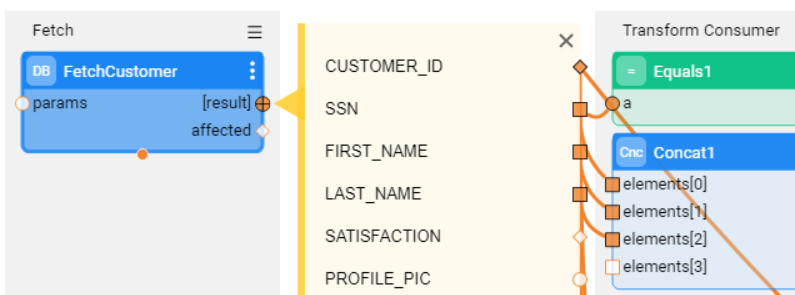 Fetch
DB FetchCustomer
params [result]
affected
CUSTOMER_ID
SSN
FIRST_NAME
LAST_NAME
SATISFACTION
PROFILE_PIC
Transform Consumer
= Equals1
a
Cnc Concat1
elements[0]
elements[1]
elements[2]
elements[3]